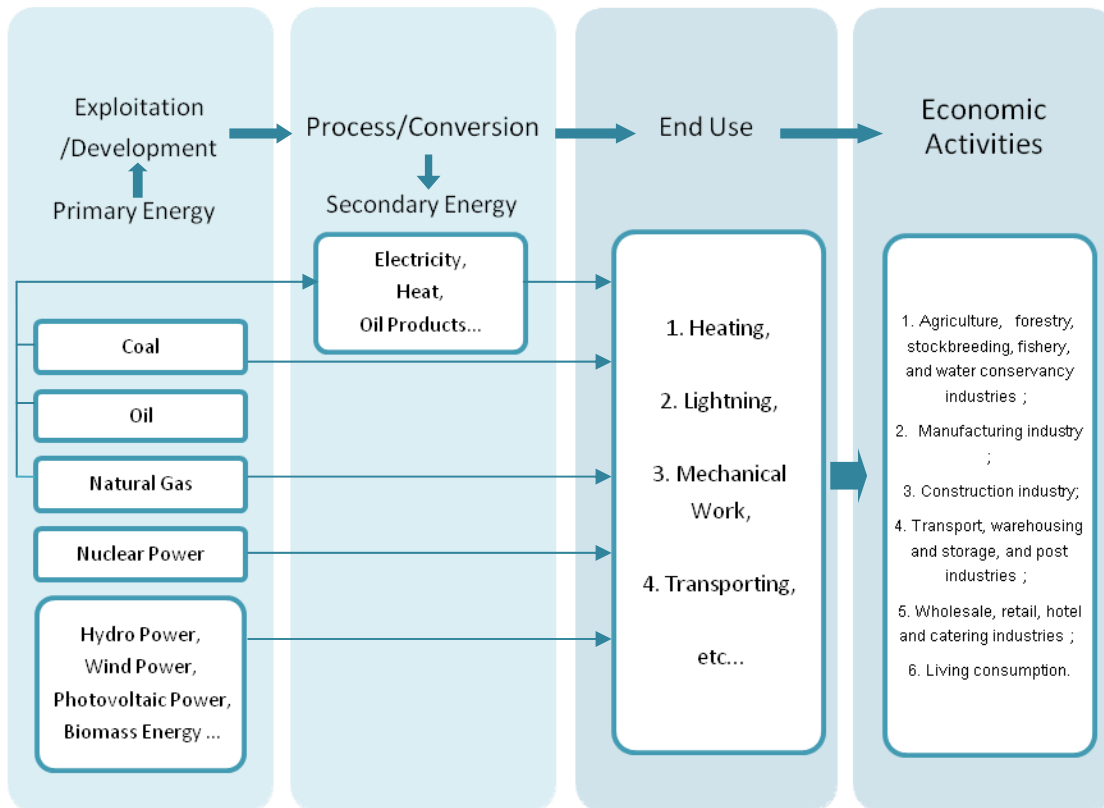 Exploitation
/Development
Primary Energy
Coal
Oil
Natural Gas
Nuclear Power
Hydro Power,
Wind Power,
Photovoltaic Power,
Biomass Energy ...
Process/Conversion
Secondary Energy
Electricity,
Heat,
Oil Products...
End Use
1. Heating,
2. Lightning,
3. Mechanical
Work,
4. Transporting,
etc...
Economic
Activities
1. Agriculture, forestry,
stockbreeding, fishery,
and water conservancy
industries ;
2. Manufacturing industry
;
3. Construction industry;
4. Transport, warehousing
and storage, and post
industries ;
5. Wholesale, retail, hotel
and catering industries ;
6. Living consumption.